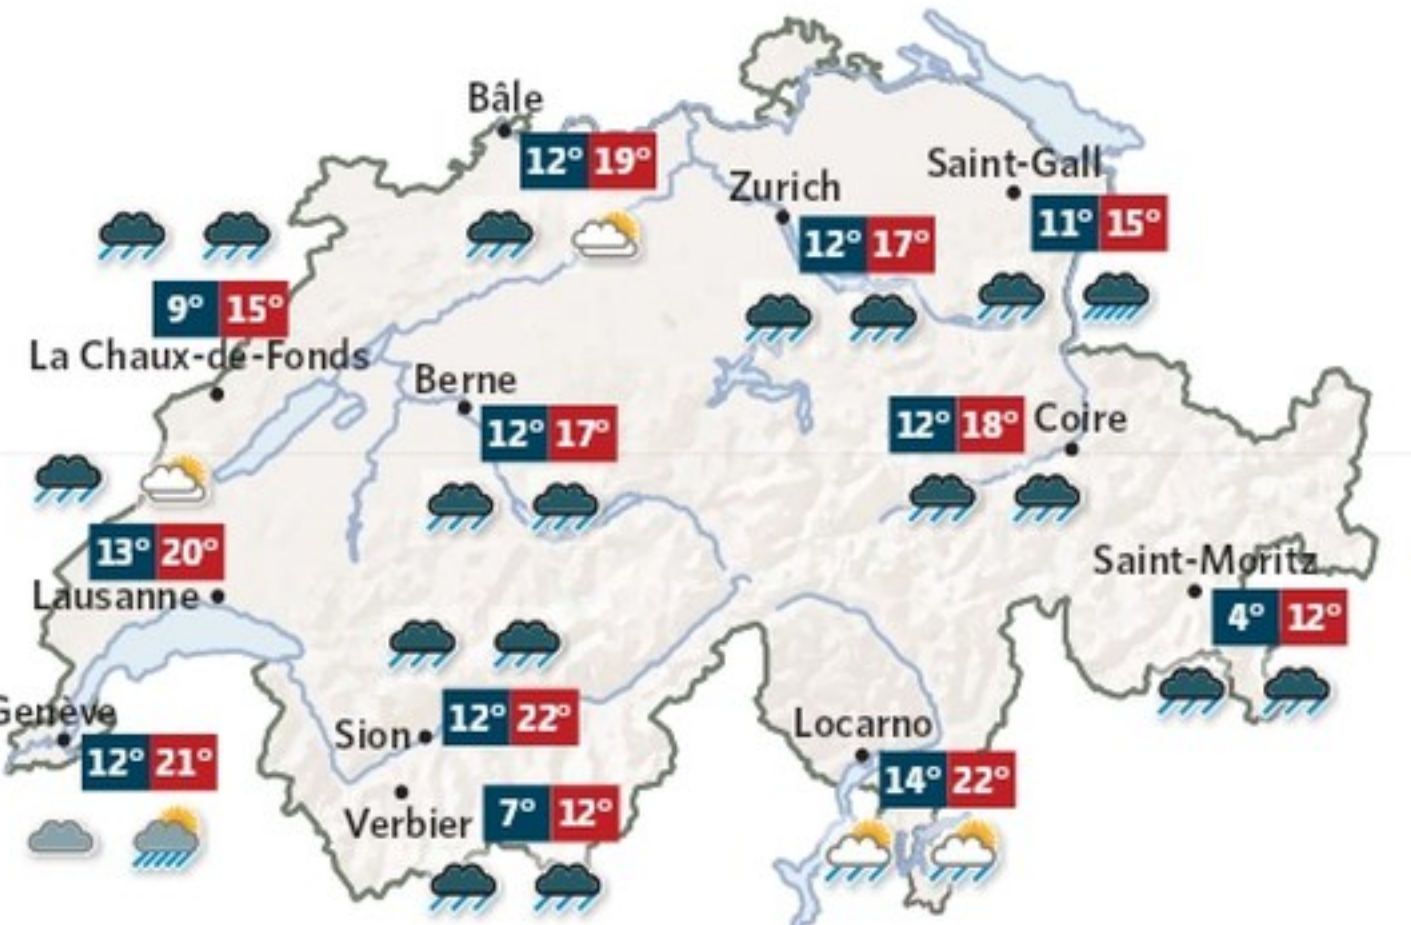 Bâle
12° 19°
Zurich
12° 17°
Saint-Gall
11° 15°
9° 15°
La Chaux-de-Fonds
Berne
12° 17°
12° 18° Coire
13° 20°
Lausanne
Saint-Moritz
4° 12°
Genève
12° 21°
Sion 12° 22°
Verbier 7° 12°
Locarno
14° 22°